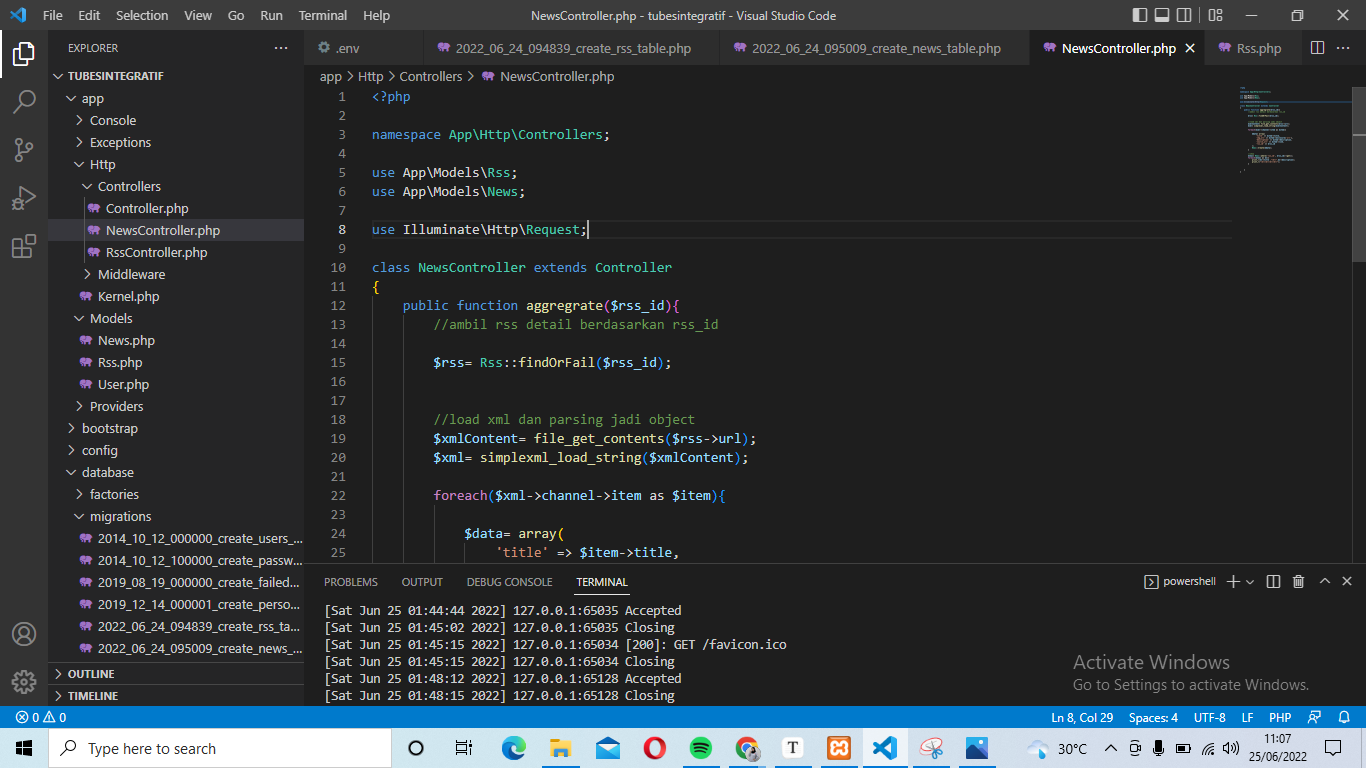 File Edit Selection View Go Run Terminal Help NewsController.php - tubesintegratif - Visual Studio Code
EXPLORER
TUBESINTEGRATIF
app
Console
Exceptions
Http
Controllers
Controller.php
NewsController.php
RssController.php
Middleware
Kernel.php
Models
News.php
Rss.php
User.php
Providers
bootstrap
config
database
factories
migrations
2014_10_12_000000_create_users_...
2014_10_12_100000_create_passw...
2019_08_19_000000_create_failed...
2019_12_14_000001_create_perso...
2022_06_24_094839_create_rss_ta...
2022_06_24_095009_create_news_...
OUTLINE
TIMELINE
.env 2022_06_24_094839_create_rss_table.php 2022_06_24_095009_create_news_table.php NewsController.php Rss.php
app > Http > Controllers > NewsController.php
1 <?php
2
3 namespace App\Http\Controllers;
4
5 use App\Models\Rss;
6 use App\Models\News;
7
8 use Illuminate\Http\Request;
9
10 class NewsController extends Controller
11 {
12 public function aggregrate($rss_id){
13 //ambil rss detail berdasarkan rss_id
14
15 $rss= Rss::findOrFail($rss_id);
16
17
18 //load xml dan parsing jadi object
19 $xmlContent= file_get_contents($rss->url);
20 $xml= simplexml_load_string($xmlContent);
21
22 foreach($xml->channel->item as $item){
23
24 $data= array(
25 'title' => $item->title,
PROBLEMS OUTPUT DEBUG CONSOLE TERMINAL powershell
[Sat Jun 25 01:44:44 2022] 127.0.0.1:65035 Accepted
[Sat Jun 25 01:45:02 2022] 127.0.0.1:65035 Closing
[Sat Jun 25 01:45:15 2022] 127.0.0.1:65034 [200]: GET /favicon.ico
[Sat Jun 25 01:45:15 2022] 127.0.0.1:65034 Closing
[Sat Jun 25 01:48:12 2022] 127.0.0.1:65128 Accepted
[Sat Jun 25 01:48:15 2022] 127.0.0.1:65128 Closing
Activate Windows
Go to Settings to activate Windows.
0 0 Ln 8, Col 29 Spaces: 4 UTF-8 LF PHP
Type here to search
T
30°C
11:07
25/06/2022